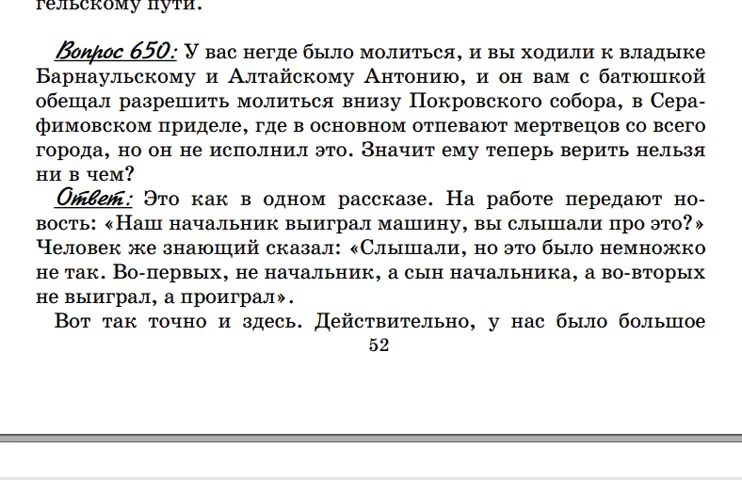 гельскому пути.
Вопрос 650: У вас негде было молиться, и вы ходили к владыке
Барнаульскому и Алтайскому Антонию, и он вам с батюшкой
обещал разрешить молиться внизу Покровского собора, в Сера-
фимовском приделе, где в основном отпевают мертвецов со всего
города, но он не исполнил это. Значит ему теперь верить нельзя
ни в чем?
Ответ: Это как в одном рассказе. На работе передают но-
вость: «Наш начальник выиграл машину, вы слышали про это?»
Человек же знающий сказал: «Слышали, но это было немножко
не так. Во-первых, не начальник, а сын начальника, а во-вторых
не выиграл, а проиграл».
Вот так точно и здесь. Действительно, у нас было большое
52